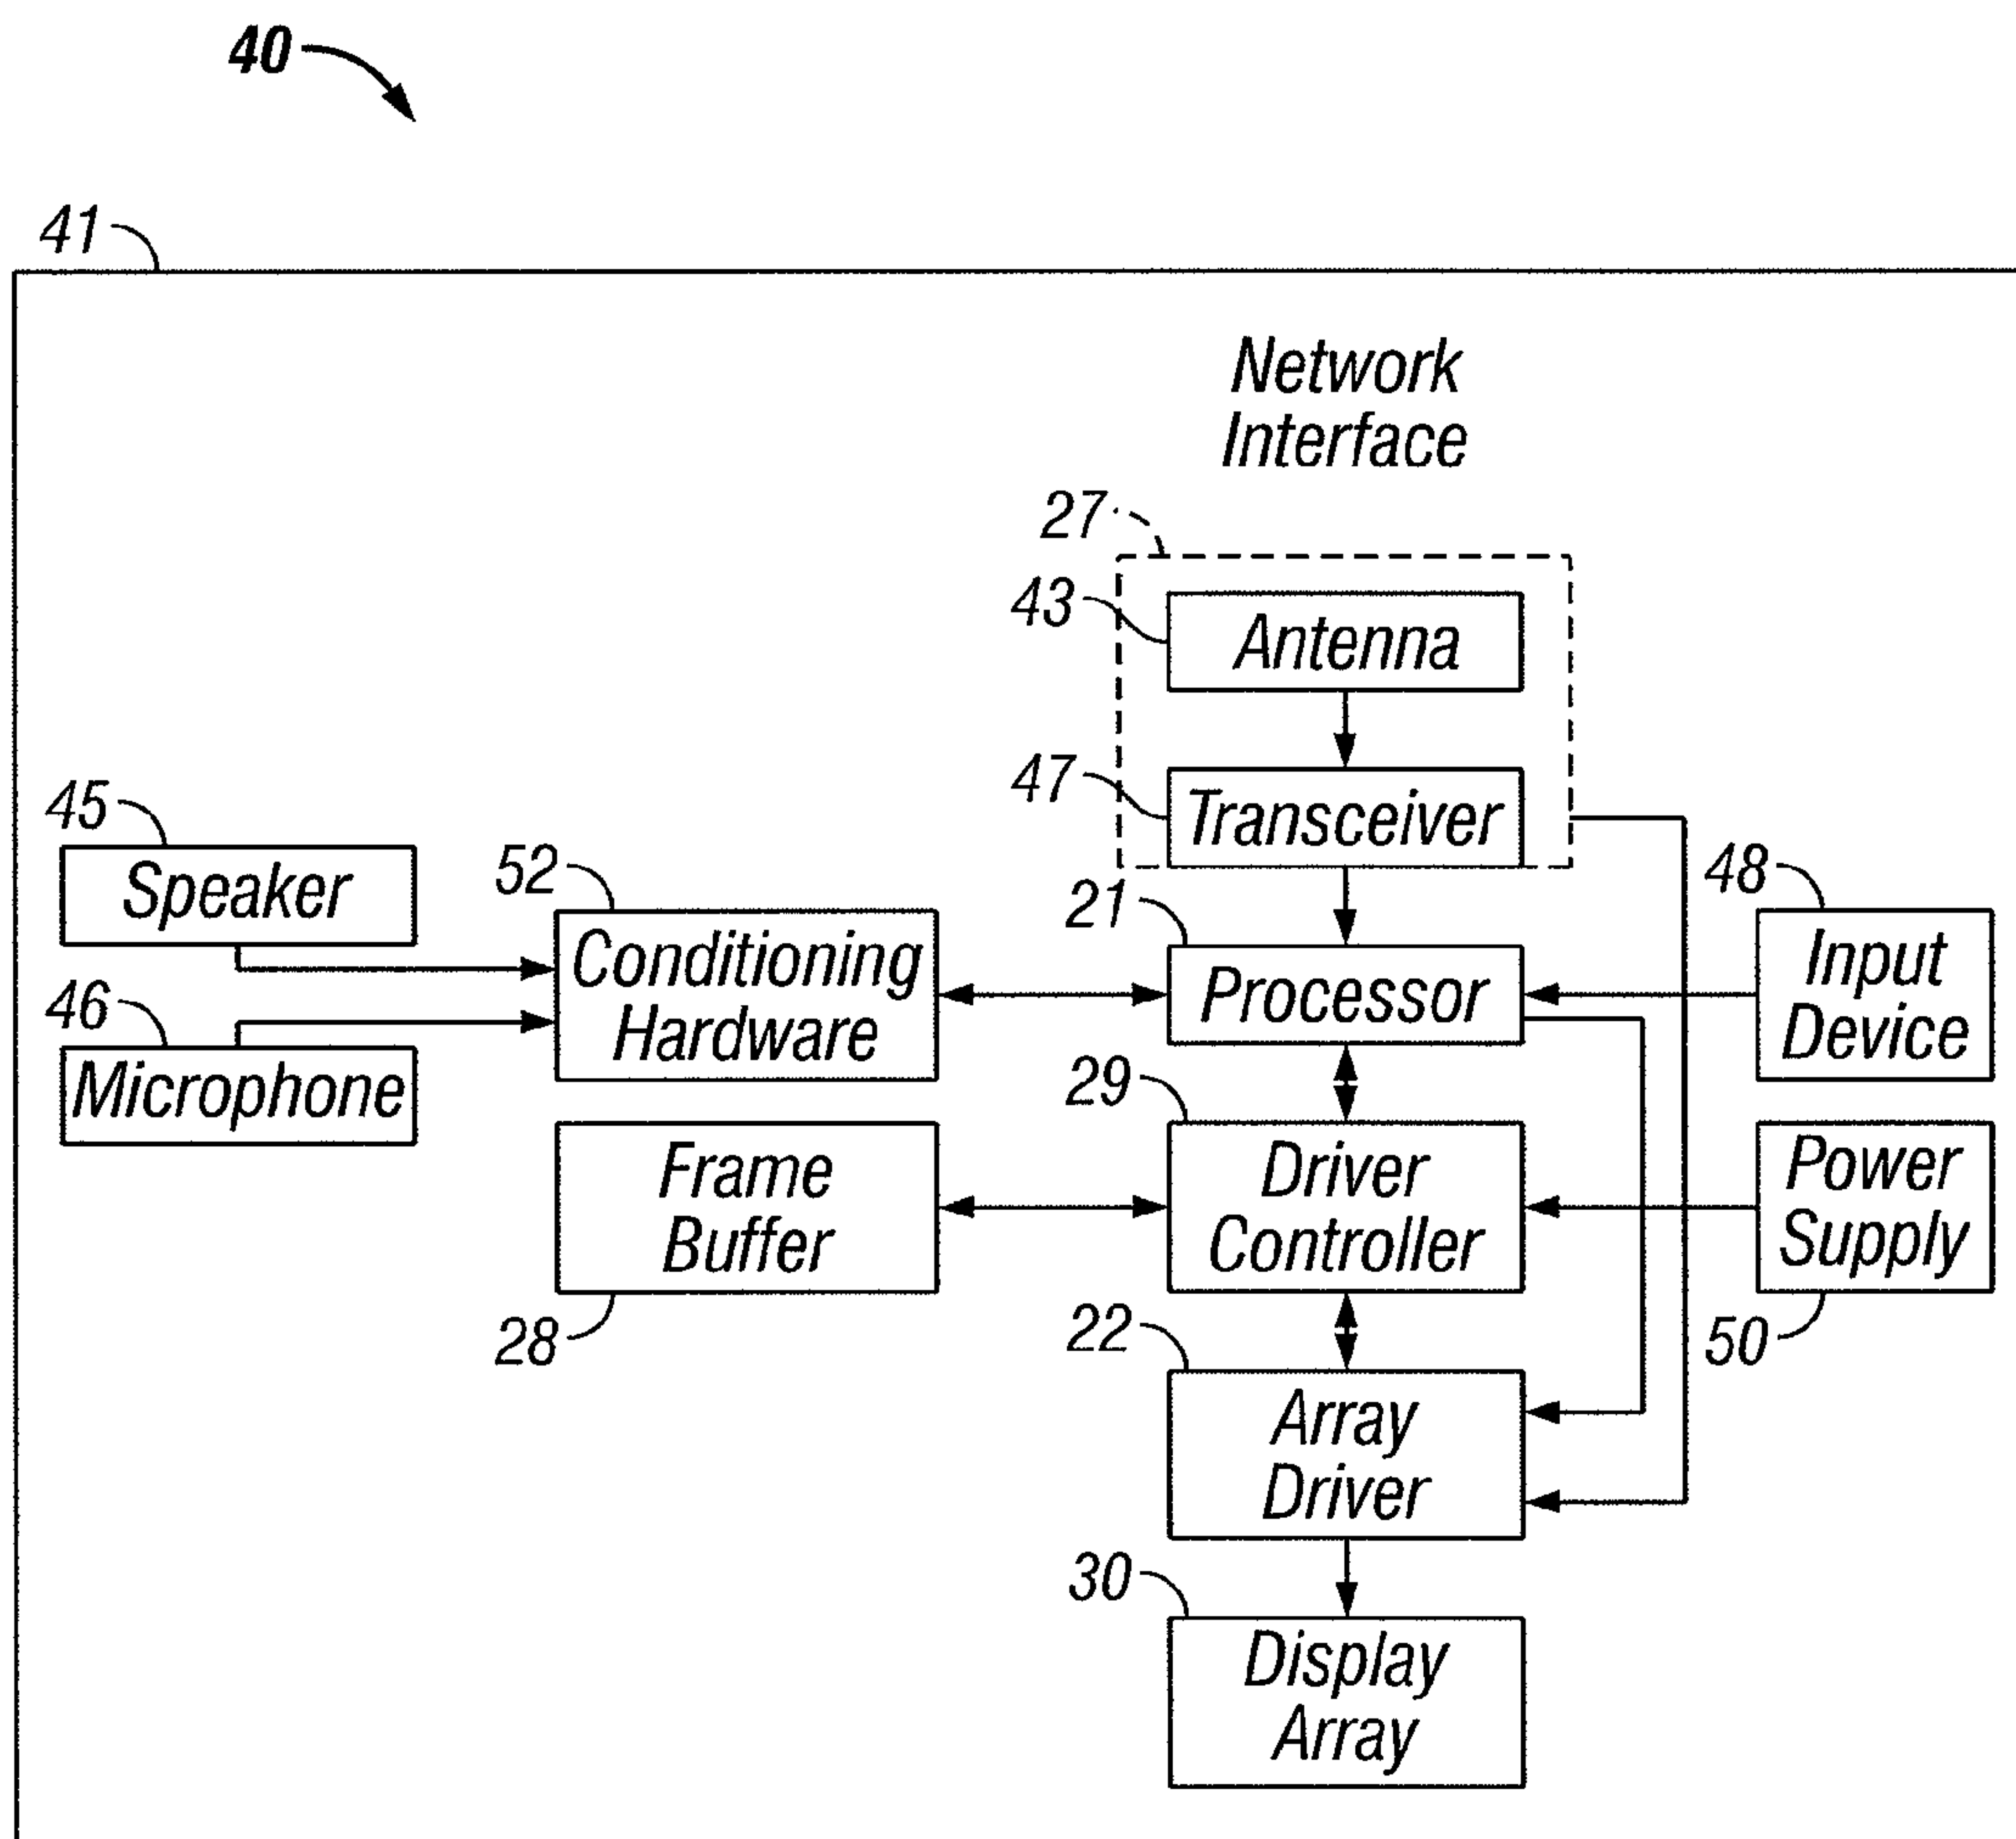 40
41
Network
Interface
27
43
Antenna
47
Transceiver
45
Speaker
52
Conditioning
Hardware
21
Processor
48
Input
Device
46
Microphone
29
Driver
Controller
Frame
Buffer
28
Power
Supply
50
22
Array
Driver
30
Display
Array